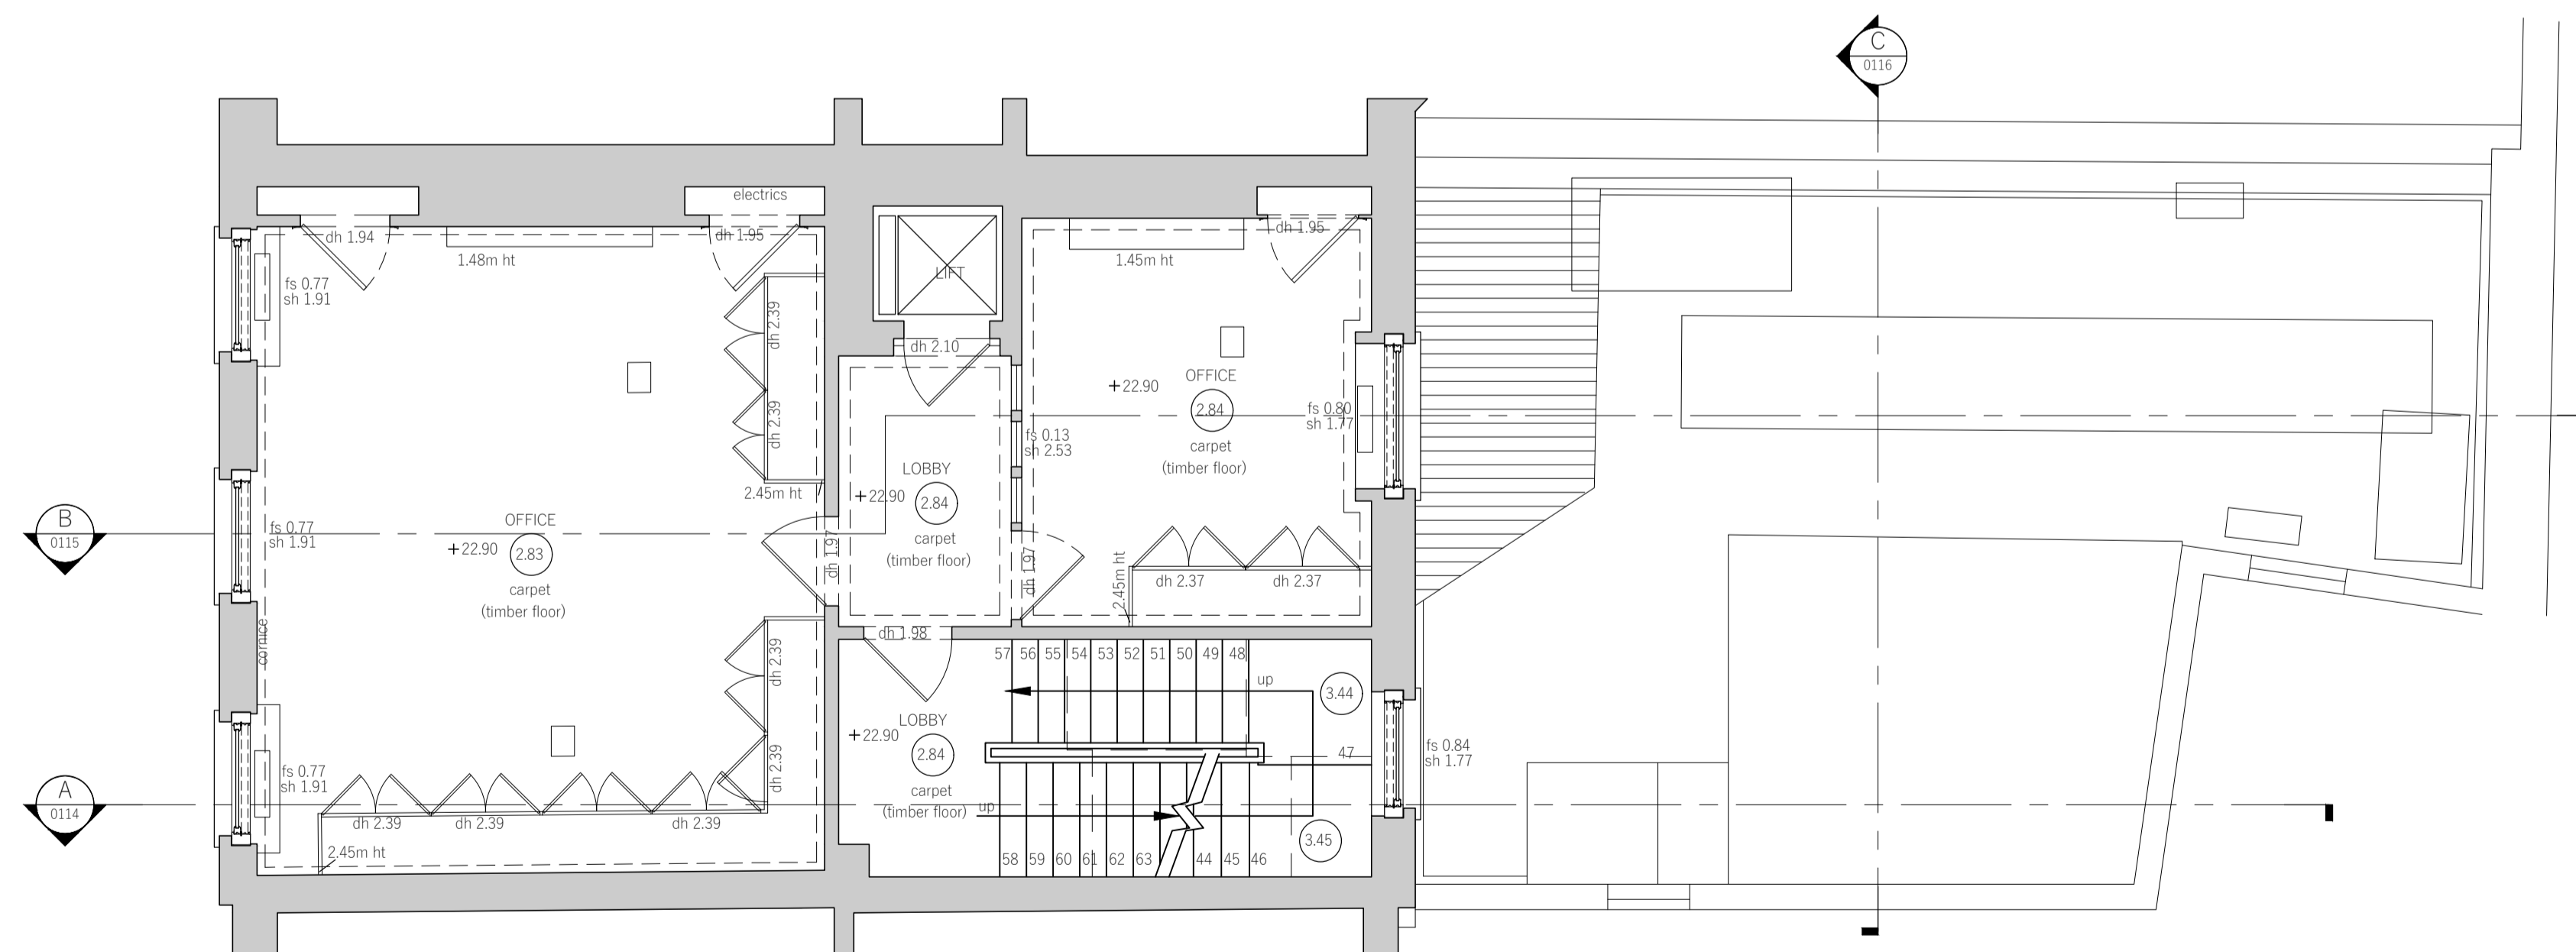 C
0116
electrics
dh 1.94
dh 1.95
1.48m ht
fs 0.77
sh 1.91
dh 2.39
dh 2.39
2.45m ht
LIFT
dh 2.10
1.45m ht
dh 1.95
+22.90
OFFICE
2.84
carpet
(timber floor)
fs 0.80
sh 1.77
fs 0.13
sh 2.53
LOBBY
+22.90
2.84
carpet
(timber floor)
B
0115
fs 0.77
sh 1.91
OFFICE
+22.90
2.83
carpet
(timber floor)
dh 1.97
dh 1.97
2.45m ht
dh 2.37
dh 2.37
cornice
dh 1.98
dh 2.39
dh 2.39
57
56
55
54
53
52
51
50
49
48
up
3.44
LOBBY
+22.90
2.84
carpet
(timber floor)
47
fs 0.84
sh 1.77
A
0114
fs 0.77
sh 1.91
dh 2.39
dh 2.39
dh 2.39
2.45m ht
up
3.45
58
59
60
61
62
63
44
45
46